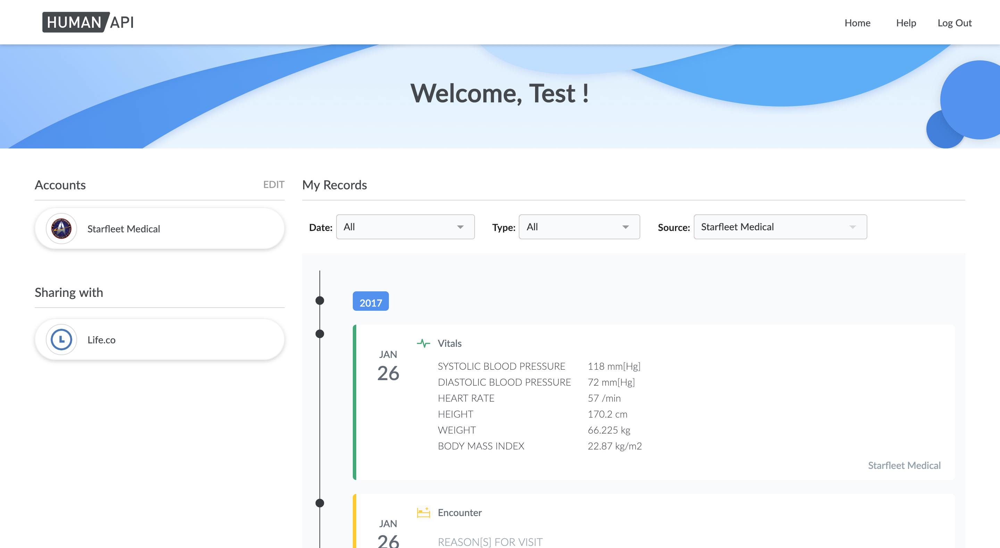 HUMAN API
Home Help Log Out
Welcome, Test !
Accounts EDIT
Starfleet Medical
Sharing with
L
Life.co
My Records
Date: All Type: All Source: Starfleet Medical
2017
JAN
26
Vitals
SYSTOLIC BLOOD PRESSURE 118 mm[Hg]
DIASTOLIC BLOOD PRESSURE 72 mm[Hg]
HEART RATE 57 /min
HEIGHT 170.2 cm
WEIGHT 66.225 kg
BODY MASS INDEX 22.87 kg/m2
Starfleet Medical
JAN
26
Encounter
REASON[S] FOR VISIT